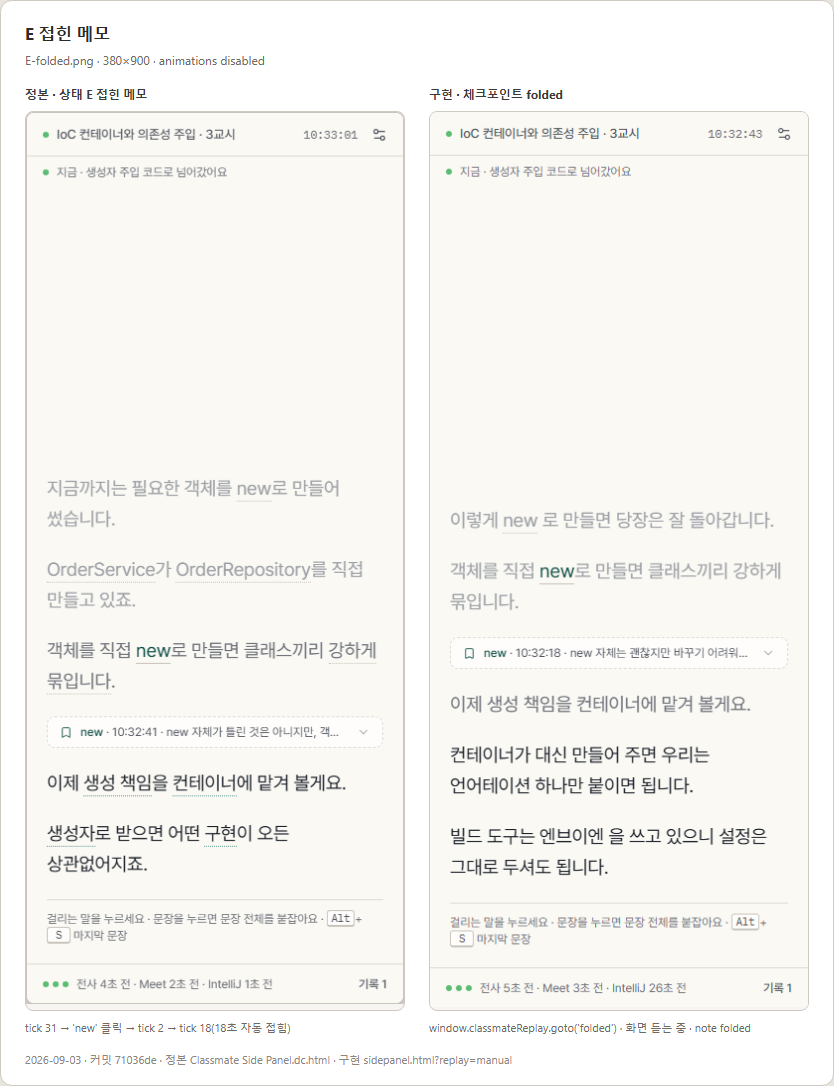 E 접힌 메모
E-folded.png · 380×900 · animations disabled
정본 · 상태 E 접힌 메모
IoC 컨테이너와 의존성 주입 · 3교시 10:33:01
지금 · 생성자 주입 코드로 넘어갔어요
지금까지는 필요한 객체를 new로 만들어
썼습니다.
OrderService가 OrderRepository를 직접
만들고 있죠.
객체를 직접 new로 만들면 클래스끼리 강하게
묶입니다.
new · 10:32:41 · new 자체가 틀린 것은 아니지만, 객...
이제 생성 책임을 컨테이너에 맡겨 볼게요.
생성자로 받으면 어떤 구현이 오든
상관없어지죠.
걸리는 말을 누르세요 · 문장을 누르면 문장 전체를 붙잡아요 · Alt +
S 마지막 문장
전사 4초 전 · Meet 2초 전 · IntelliJ 1초 전 기록 1
tick 31 → 'new' 클릭 → tick 2 → tick 18(18초 자동 접힘)
구현 · 체크포인트 folded
IoC 컨테이너와 의존성 주입 · 3교시 10:32:43
지금 · 생성자 주입 코드로 넘어갔어요
이렇게 new 로 만들면 당장은 잘 돌아갑니다.
객체를 직접 new로 만들면 클래스끼리 강하게
묶입니다.
new · 10:32:18 · new 자체는 괜찮지만 바꾸기 어려워...
이제 생성 책임을 컨테이너에 맡겨 볼게요.
컨테이너가 대신 만들어 주면 우리는
언어테이션 하나만 붙이면 됩니다.
빌드 도구는 엔브이엔 을 쓰고 있으니 설정은
그대로 두셔도 됩니다.
걸리는 말을 누르세요 · 문장을 누르면 문장 전체를 붙잡아요 · Alt +
S 마지막 문장
전사 5초 전 · Meet 3초 전 · IntelliJ 26초 전 기록 1
window.classmateReplay.goto('folded') · 화면 듣는 중 · note folded
2026-09-03 · 커밋 71036de · 정본 Classmate Side Panel.dc.html · 구현 sidepanel.html?replay=manual